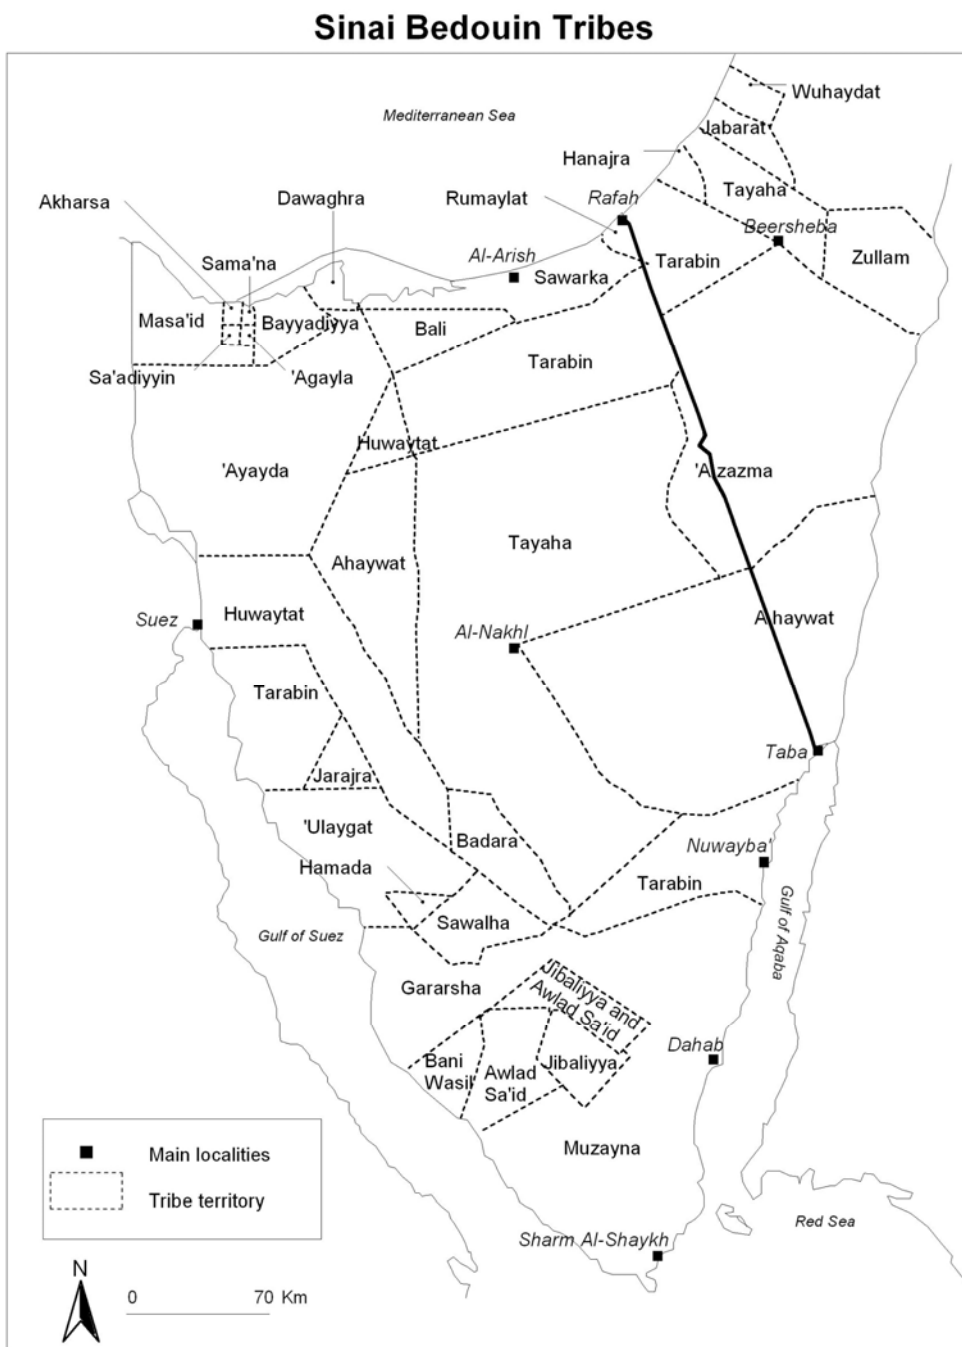 Sinai Bedouin Tribes
Mediterranean Sea
Wuhaydat
Jabarat
Hanajra
Tayaha
Akharsa
Dawaghra
Rumaylat
Rafah
Beersheba
Sama'na
Al-Arish
Sawarka
Tarabin
Zullam
Masa'id
Bayyadiyya
Bali
Sa'adiyyin
'Agayla
Tarabin
Huwaytat
'Ayayda
'Azazma
Tayaha
Ahaywat
Suez
Huwaytat
Al-Nakhl
Ahaywat
Tarabin
Taba
Jarajra
'Ulaygat
Badara
Nuwayba'
Hamada
Tarabin
Sawalha
Gulf of Suez
Gulf of Aqaba
Gararsha
Jibaliyya and
Awlad Sa'id
Dahab
Bani
Wasil
Awlad
Sa'id
Jibaliyya
Muzayna
Main localities
Tribe territory
Red Sea
Sharm Al-Shaykh
N
0 70 Km